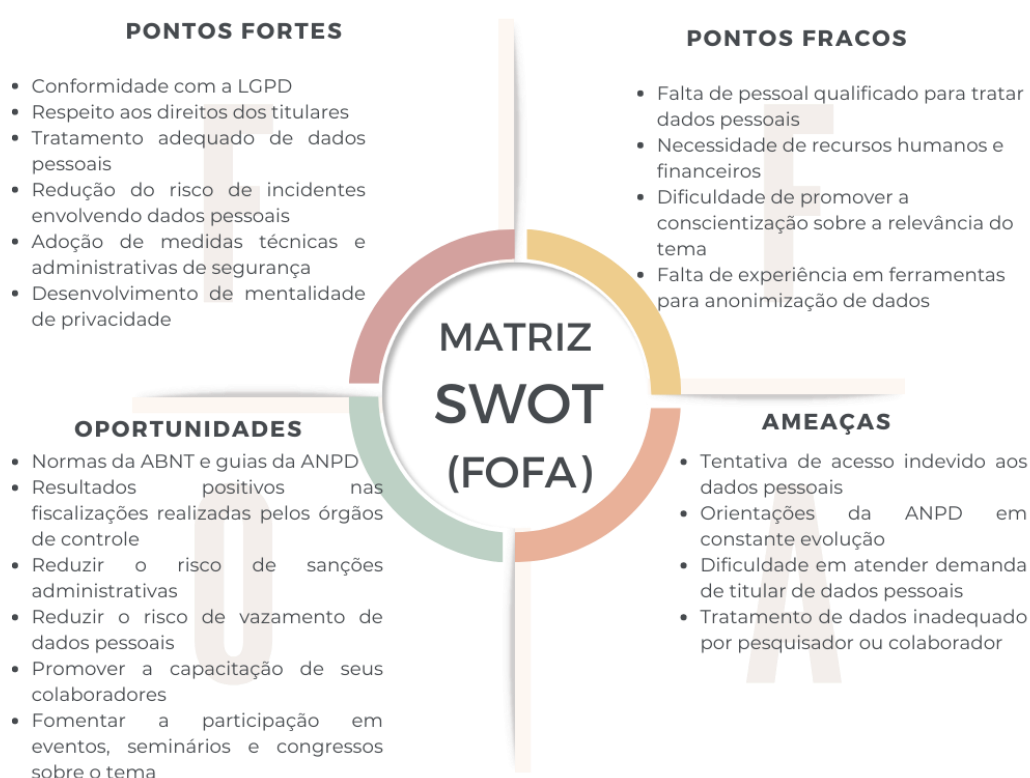 PONTOS FORTES
• Conformidade com a LGPD
• Respeito aos direitos dos titulares
• Tratamento adequado de dados
pessoais
• Redução do risco de incidentes
envolvendo dados pessoais
• Adoção de medidas técnicas e
administrativas de segurança
• Desenvolvimento de mentalidade
de privacidade
F
PONTOS FRACOS
• Falta de pessoal qualificado para tratar
dados pessoais
• Necessidade de recursos humanos e
financeiros
• Dificuldade de promover a
conscientização sobre a relevância do
tema
• Falta de experiência em ferramentas
para anonimização de dados
F
MATRIZ
SWOT
(FOFA)
OPORTUNIDADES
• Normas da ABNT e guias da ANPD
• Resultados positivos nas
fiscalizações realizadas pelos órgãos
de controle
• Reduzir o risco de sanções
administrativas
• Reduzir o risco de vazamento de
dados pessoais
• Promover a capacitação de seus
colaboradores
• Fomentar a participação em
eventos, seminários e congressos
sobre o tema
O
AMEAÇAS
• Tentativa de acesso indevido aos
dados pessoais
• Orientações da ANPD em
constante evolução
• Dificuldade em atender demanda
de titular de dados pessoais
• Tratamento de dados inadequado
por pesquisador ou colaborador
A